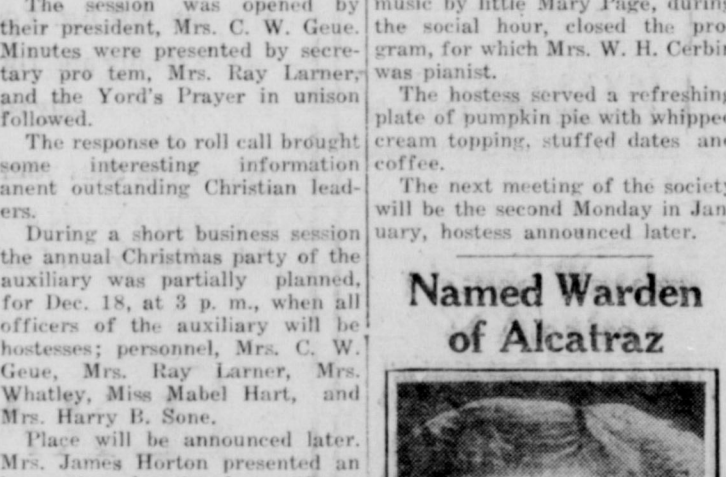 The session was opened by
their president, Mrs. C. W. Geue.
Minutes were presented by secre-
tary pro tem, Mrs. Ray Larner,
and the Yord's Prayer in unison
followed.
The response to roll call brought
some interesting information
anent outstanding Christian lead-
ers.
During a short business session
the annual Christmas party of the
auxiliary was partially planned,
for Dec. 18, at 3 p. m., when all
officers of the auxiliary will be
hostesses; personnel, Mrs. C. W.
Geue, Mrs. Ray Larner, Mrs.
Whatley, Miss Mabel Hart, and
Mrs. Harry B. Sone.
Place will be announced later.
Mrs. James Horton presented an
music by little Mary Page, durin
the social hour, closed the pro
gram, for which Mrs. W. H. Cerbi
was pianist.
The hostess served a refreshing
plate of pumpkin pie with whippe
cream topping, stuffed dates an
coffee.
The next meeting of the society
will be the second Monday in Jan
uary, hostess announced later.
Named Warden
of Alcatraz